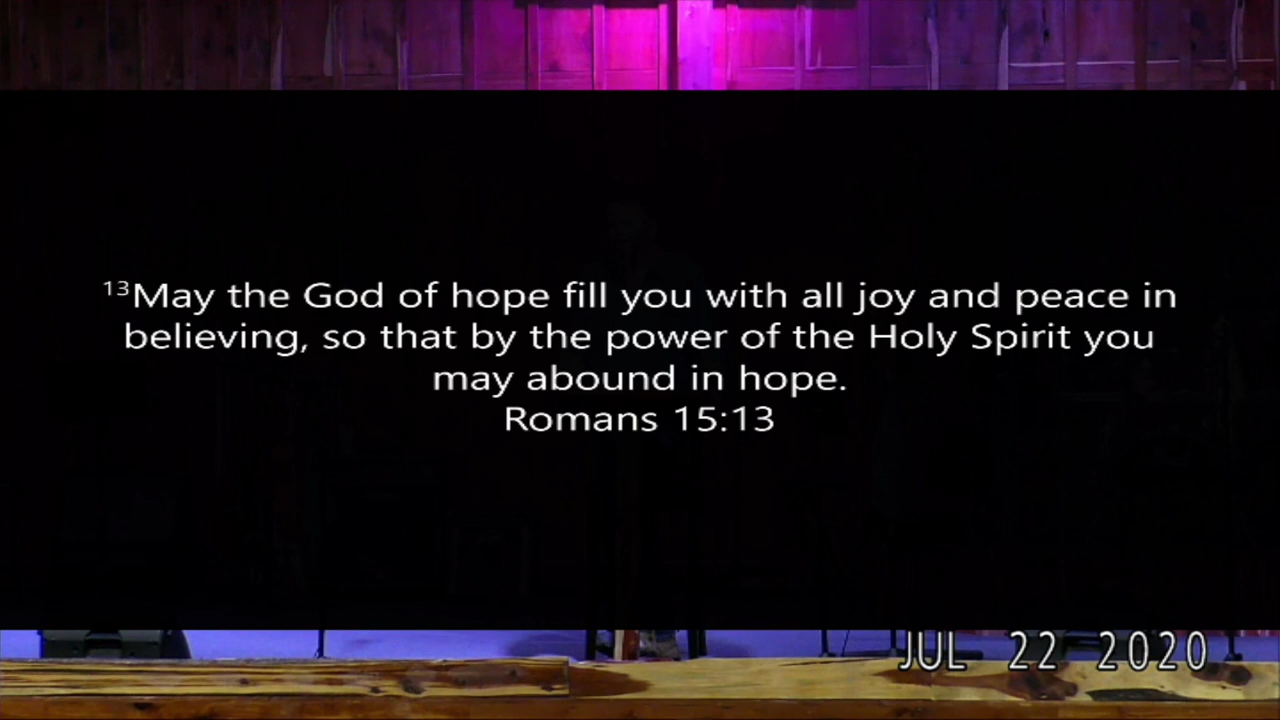 ¹³May the God of hope fill you with all joy and peace in
believing, so that by the power of the Holy Spirit you
may abound in hope.
Romans 15:13
JUL 22 2020